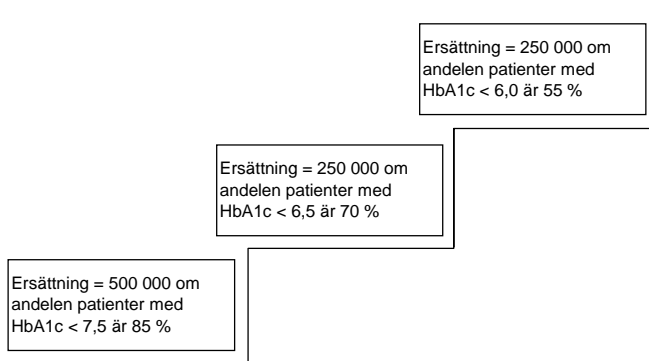 Ersättning = 250 000 om
andelen patienter med
HbA1c < 6,0 är 55 %
Ersättning = 250 000 om
andelen patienter med
HbA1c < 6,5 är 70 %
Ersättning = 500 000 om
andelen patienter med
HbA1c < 7,5 är 85 %